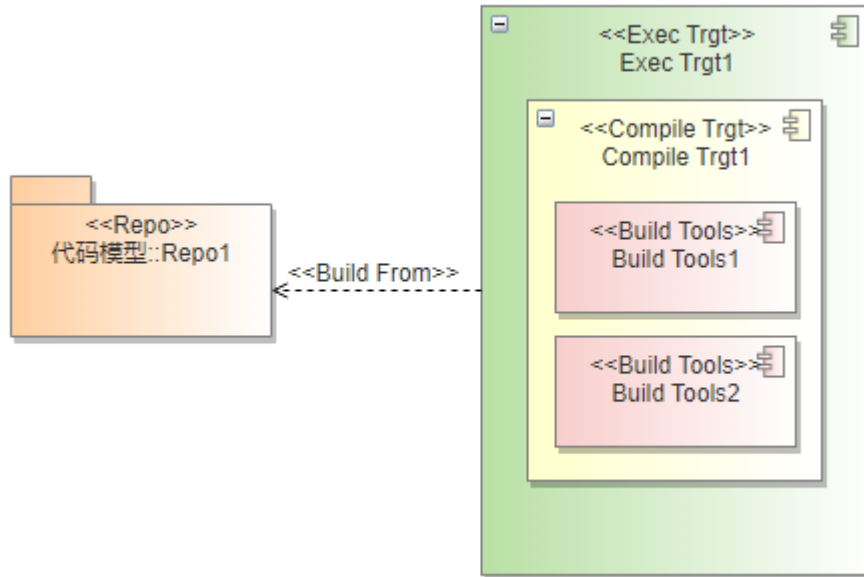 <<Exec Trgt>>
Exec Trgt1
<<Compile Trgt>>
Compile Trgt1
<<Repo>>
代码模型::Repo1
<<Build From>>
<<Build Tools>>
Build Tools1
<<Build Tools>>
Build Tools2